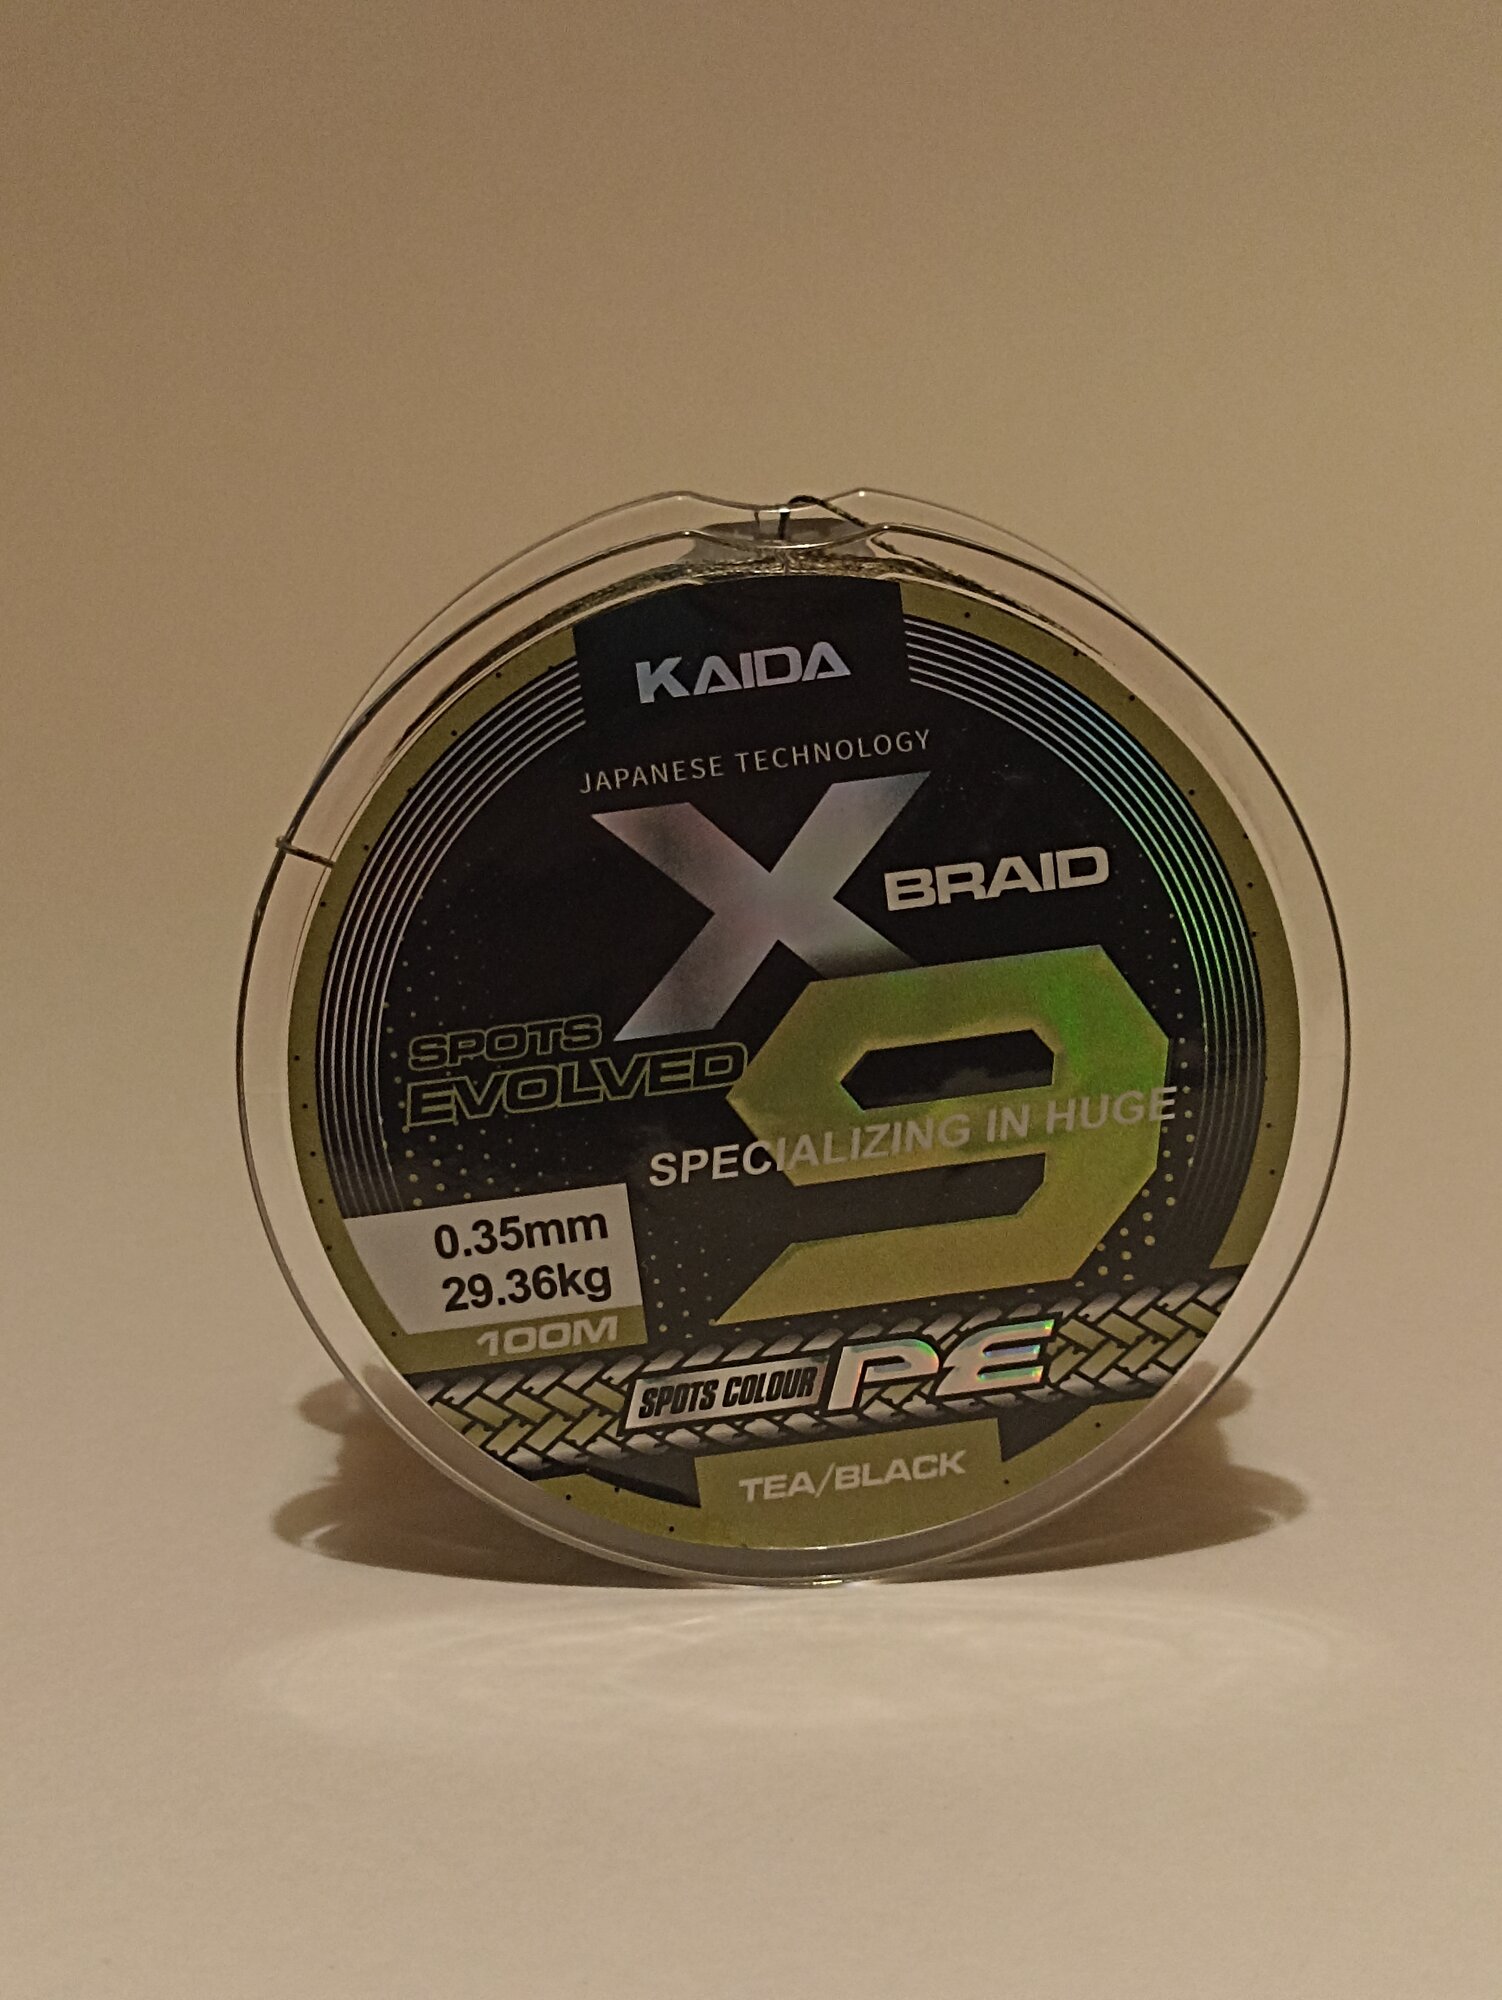 KAIDA
JAPANESE TECHNOLOGY
X
BRAID
9
SPOTS
EVOLVED
SPECIALIZING IN HUGE
0.35mm
29.36kg
100M
SPOTS COLOUR PE
TEA/BLACK